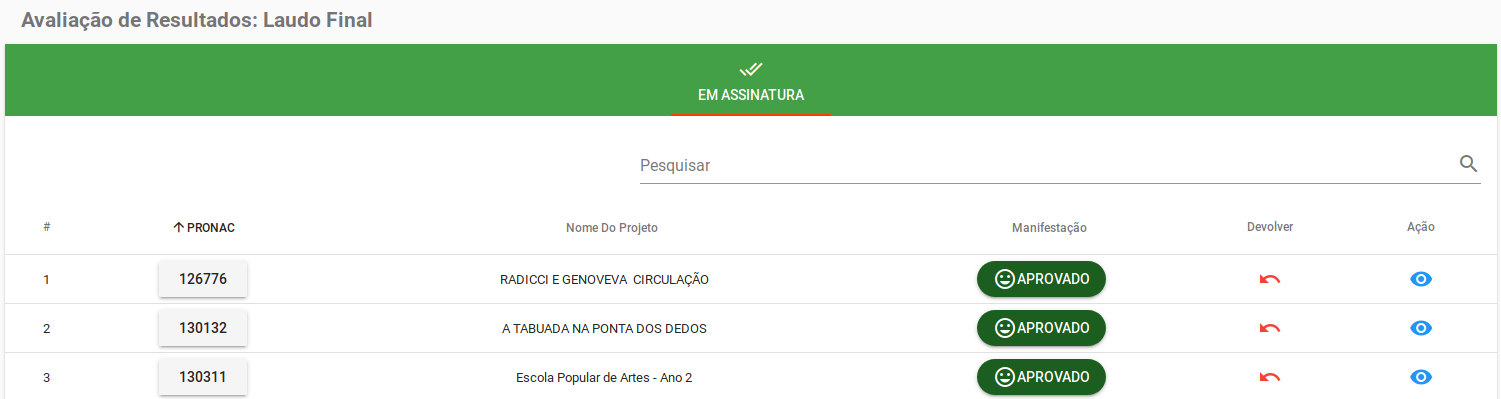 Avaliação de Resultados: Laudo Final
EM ASSINATURA
Pesquisar
# PRONAC Nome Do Projeto Manifestação Devolver Ação
1 126776 RADICCI E GENOVEVA  CIRCULAÇÃO APROVADO
2 130132 A TABUADA NA PONTA DOS DEDOS APROVADO
3 130311 Escola Popular de Artes - Ano 2 APROVADO